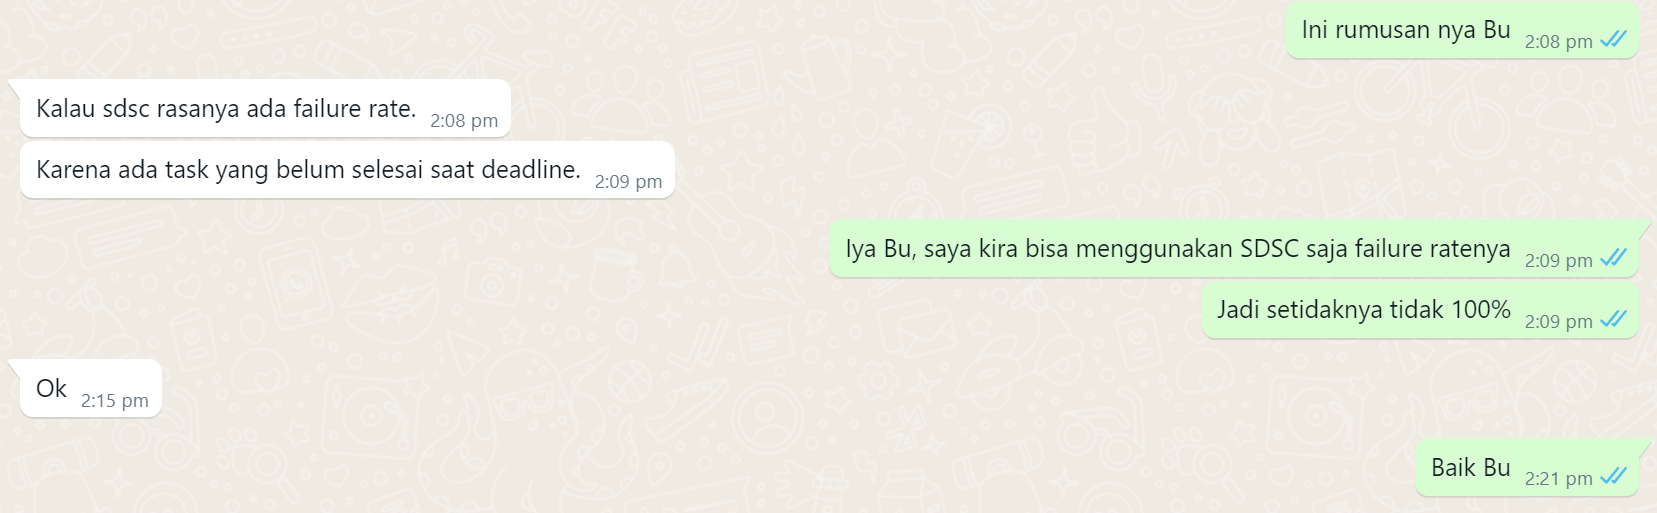 Ini rumusan nya Bu 2:08 pm
Kalau sdsc rasanya ada failure rate. 2:08 pm
Karena ada task yang belum selesai saat deadline. 2:09 pm
Iya Bu, saya kira bisa menggunakan SDSC saja failure ratenya 2:09 pm
Jadi setidaknya tidak 100% 2:09 pm
Ok 2:15 pm
Baik Bu 2:21 pm